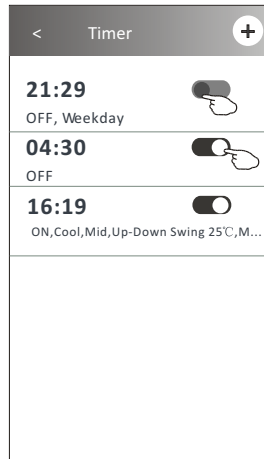 < Timer +
21:29
OFF, Weekday
04:30
OFF
16:19
ON,Cool,Mid,Up-Down Swing 25℃,M...